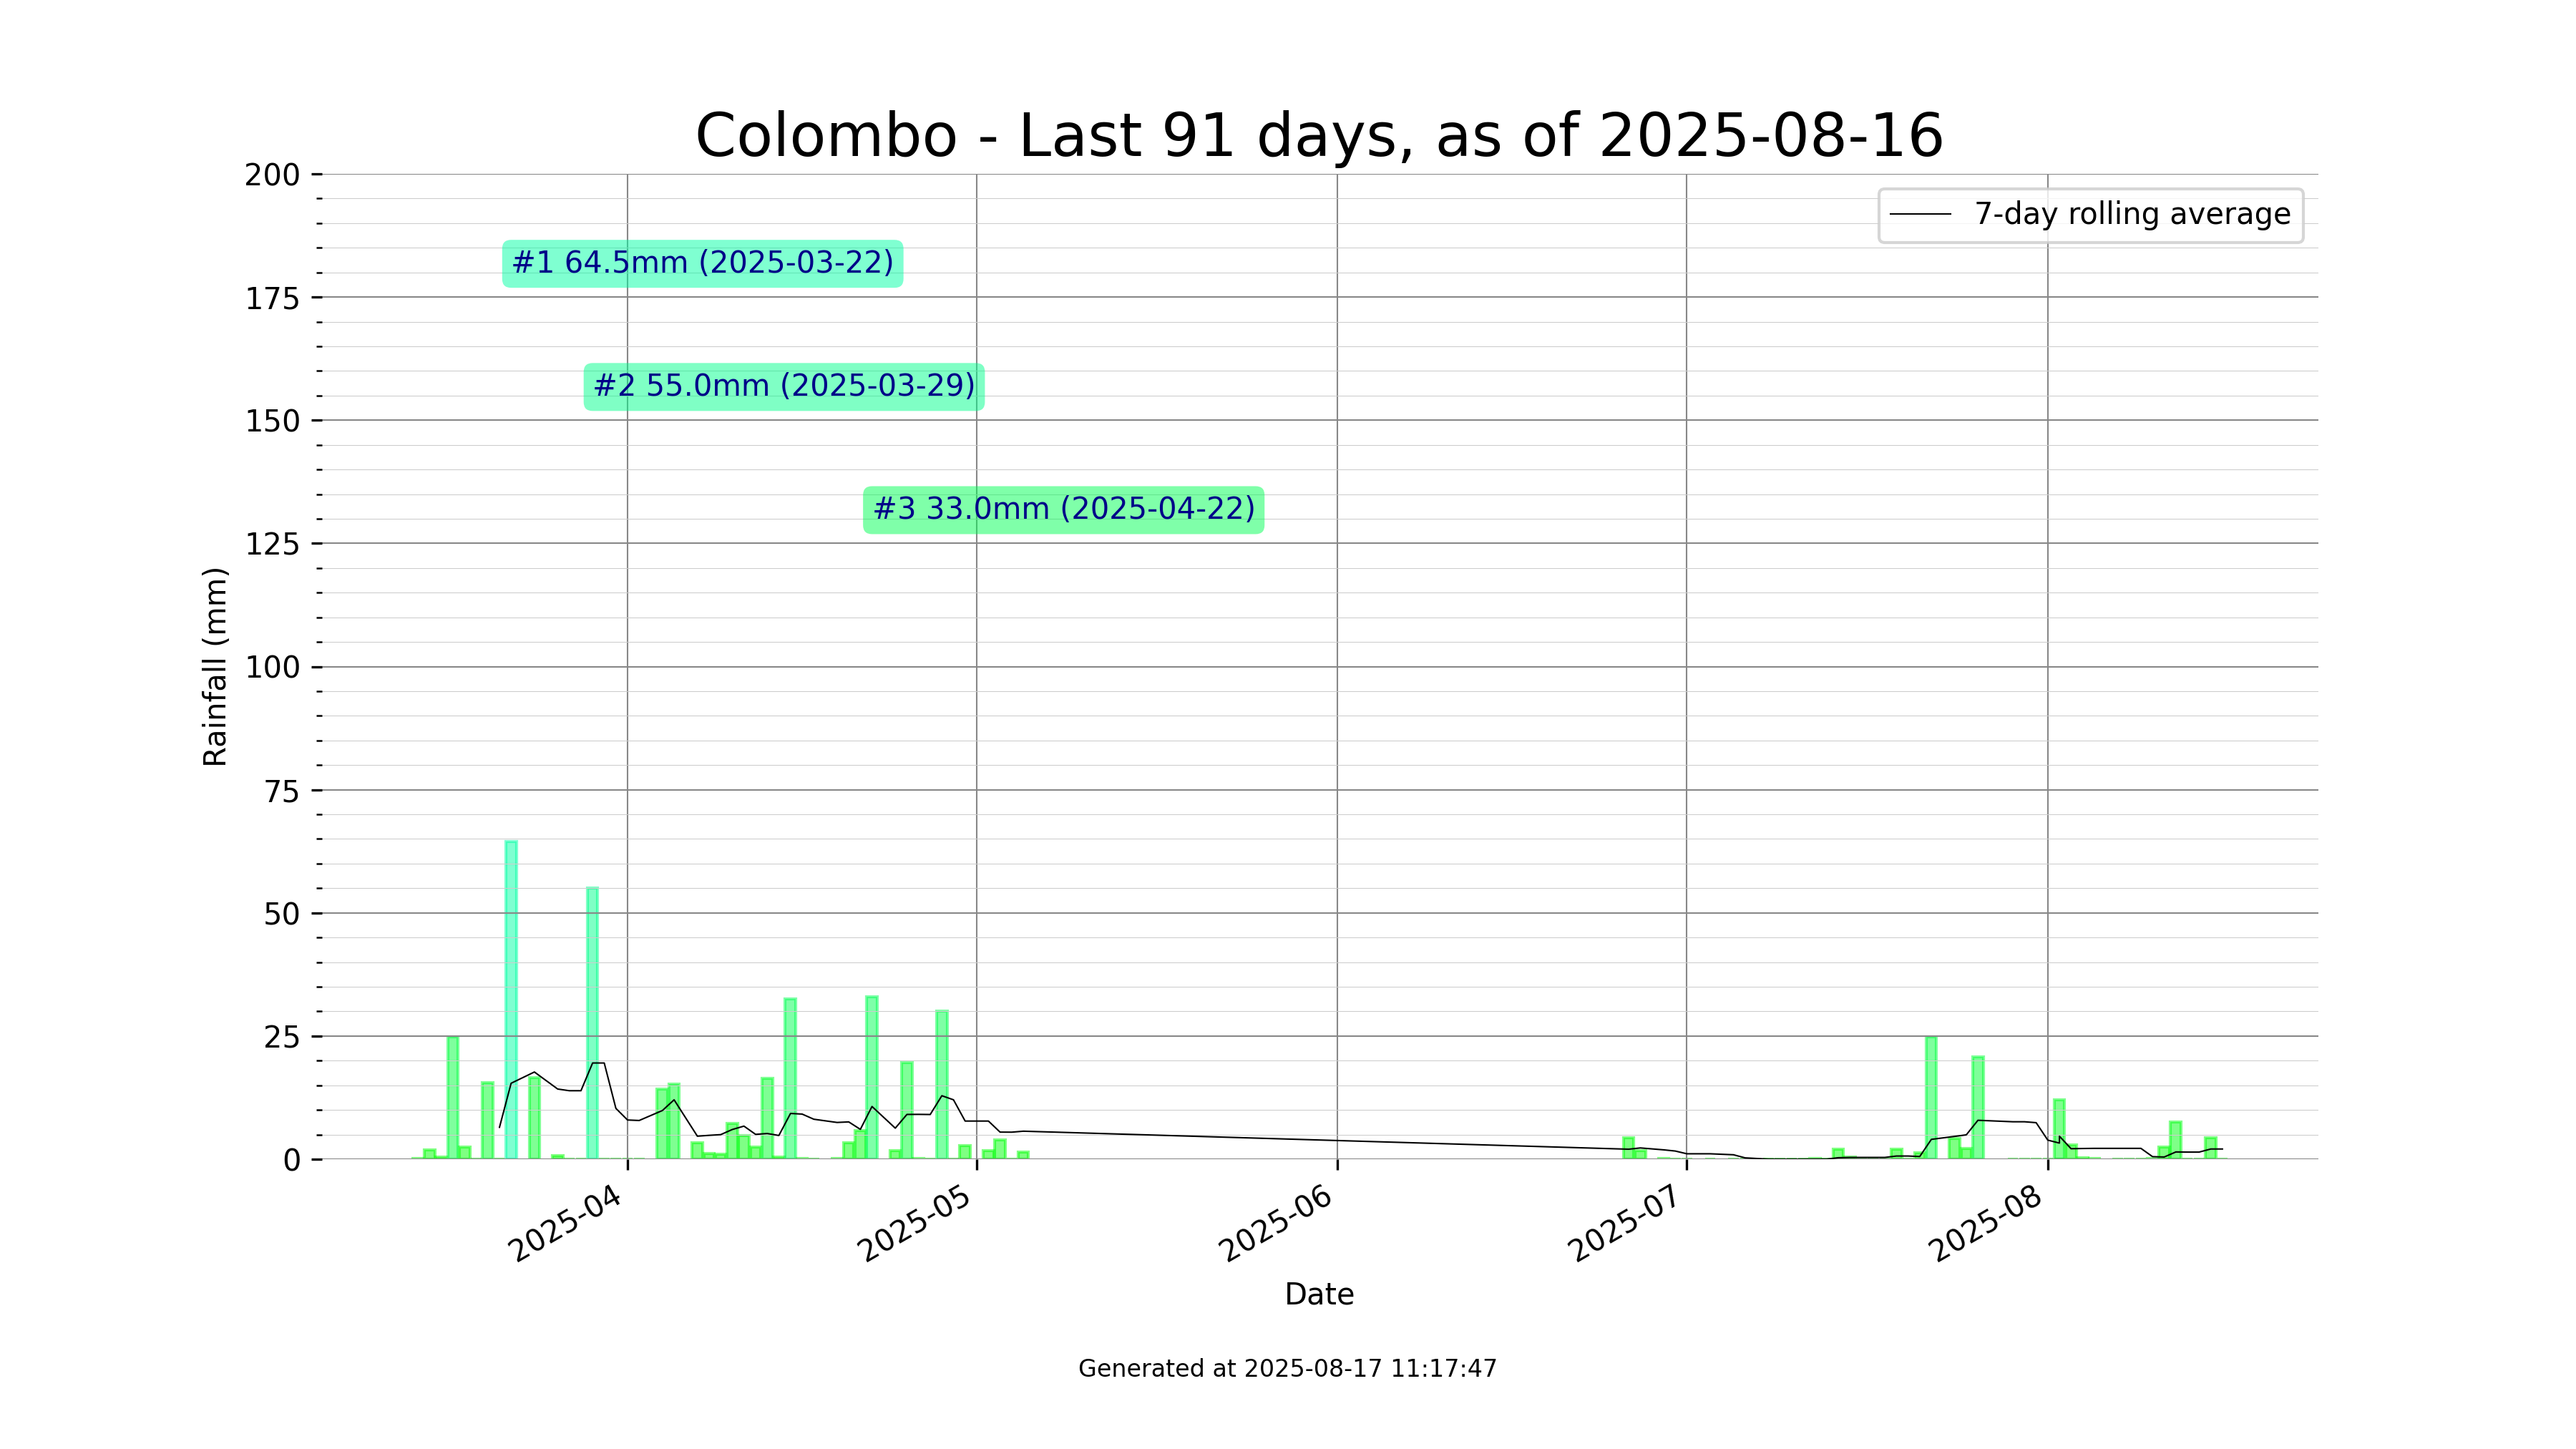 Colombo - Last 91 days, as of 2025-08-16
7-day rolling average
#1 64.5mm (2025-03-22)
#2 55.0mm (2025-03-29)
#3 33.0mm (2025-04-22)
Rainfall (mm)
200
175
150
125
100
75
50
25
0
2025-04
2025-05
2025-06
2025-07
2025-08
Date
Generated at 2025-08-17 11:17:47